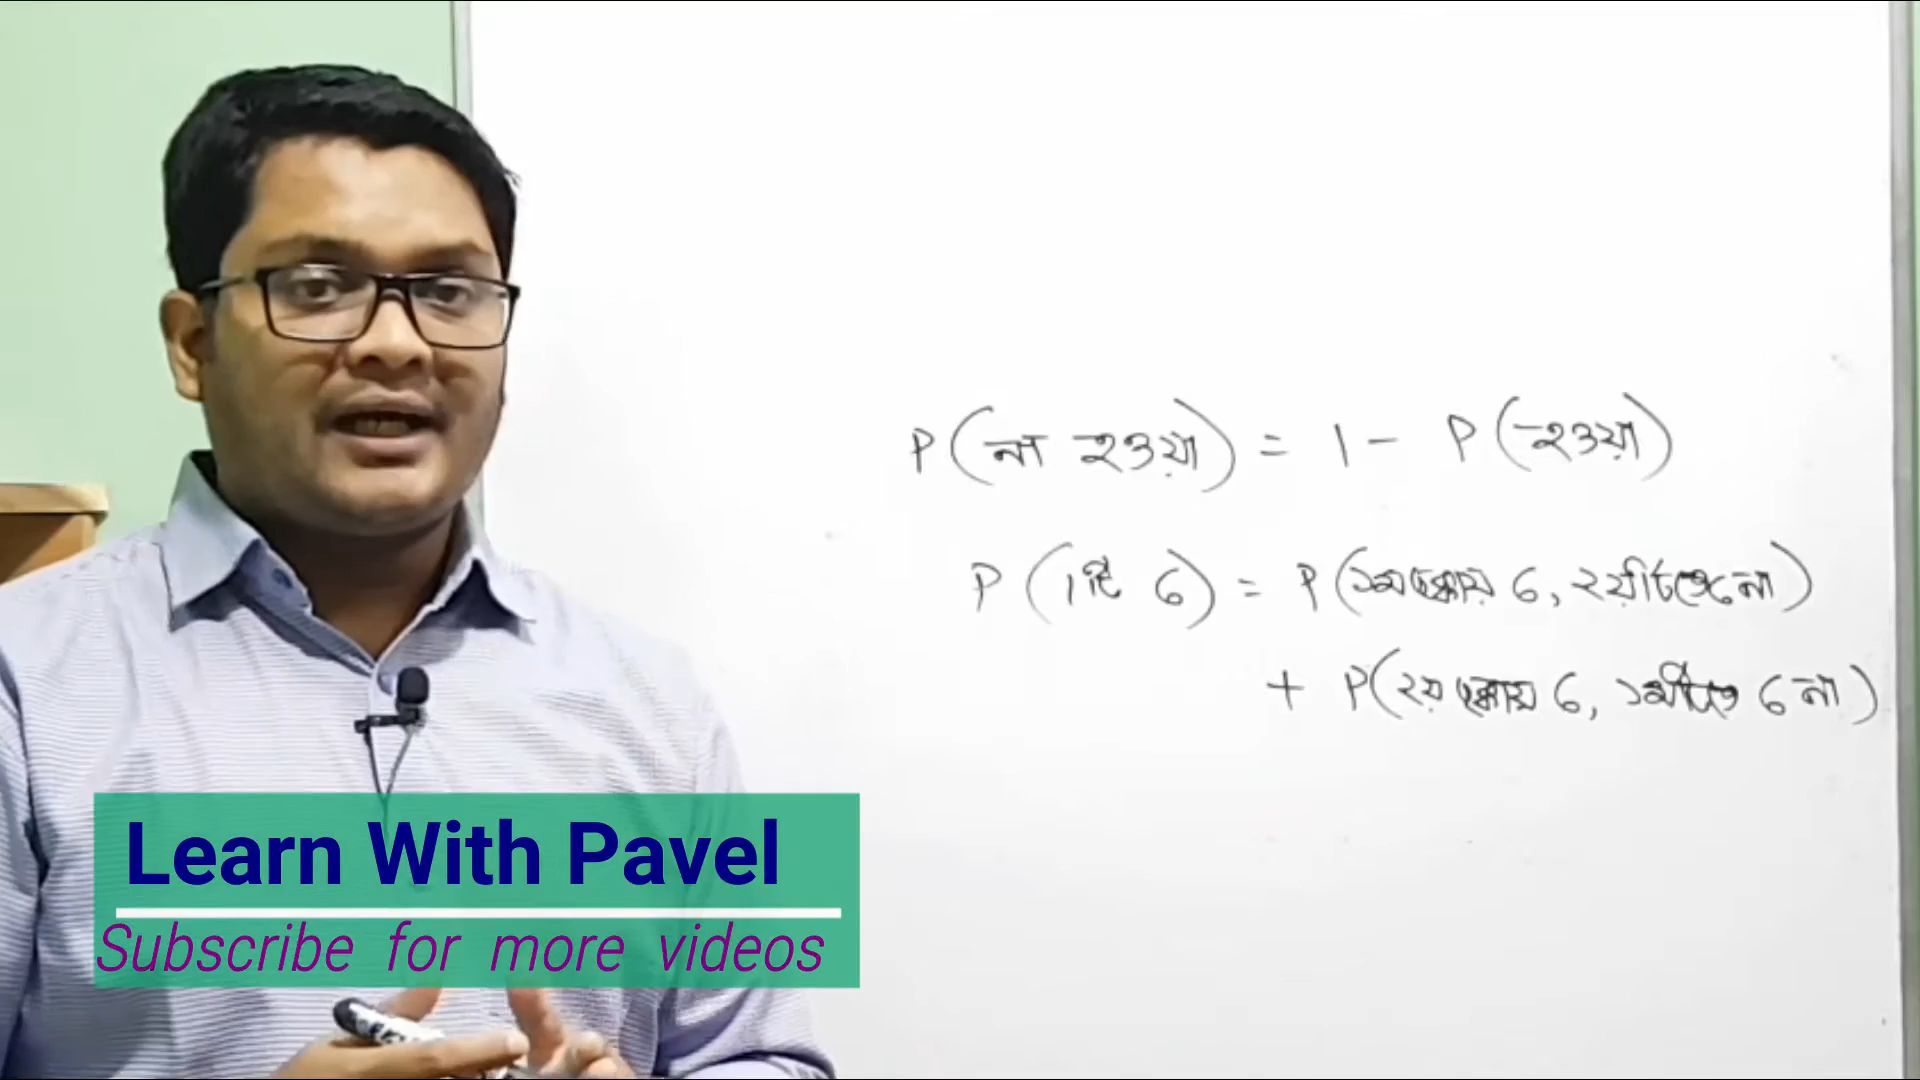 P(না হওয়া) = 1 - P(হওয়া)
P(1টি 6) = P(১ম ছক্কায় 6, ২য়টিতে 6 না)
+ P(২য় ছক্কায় 6, ১মটিতে 6 না)
Learn With Pavel
Subscribe for more videos